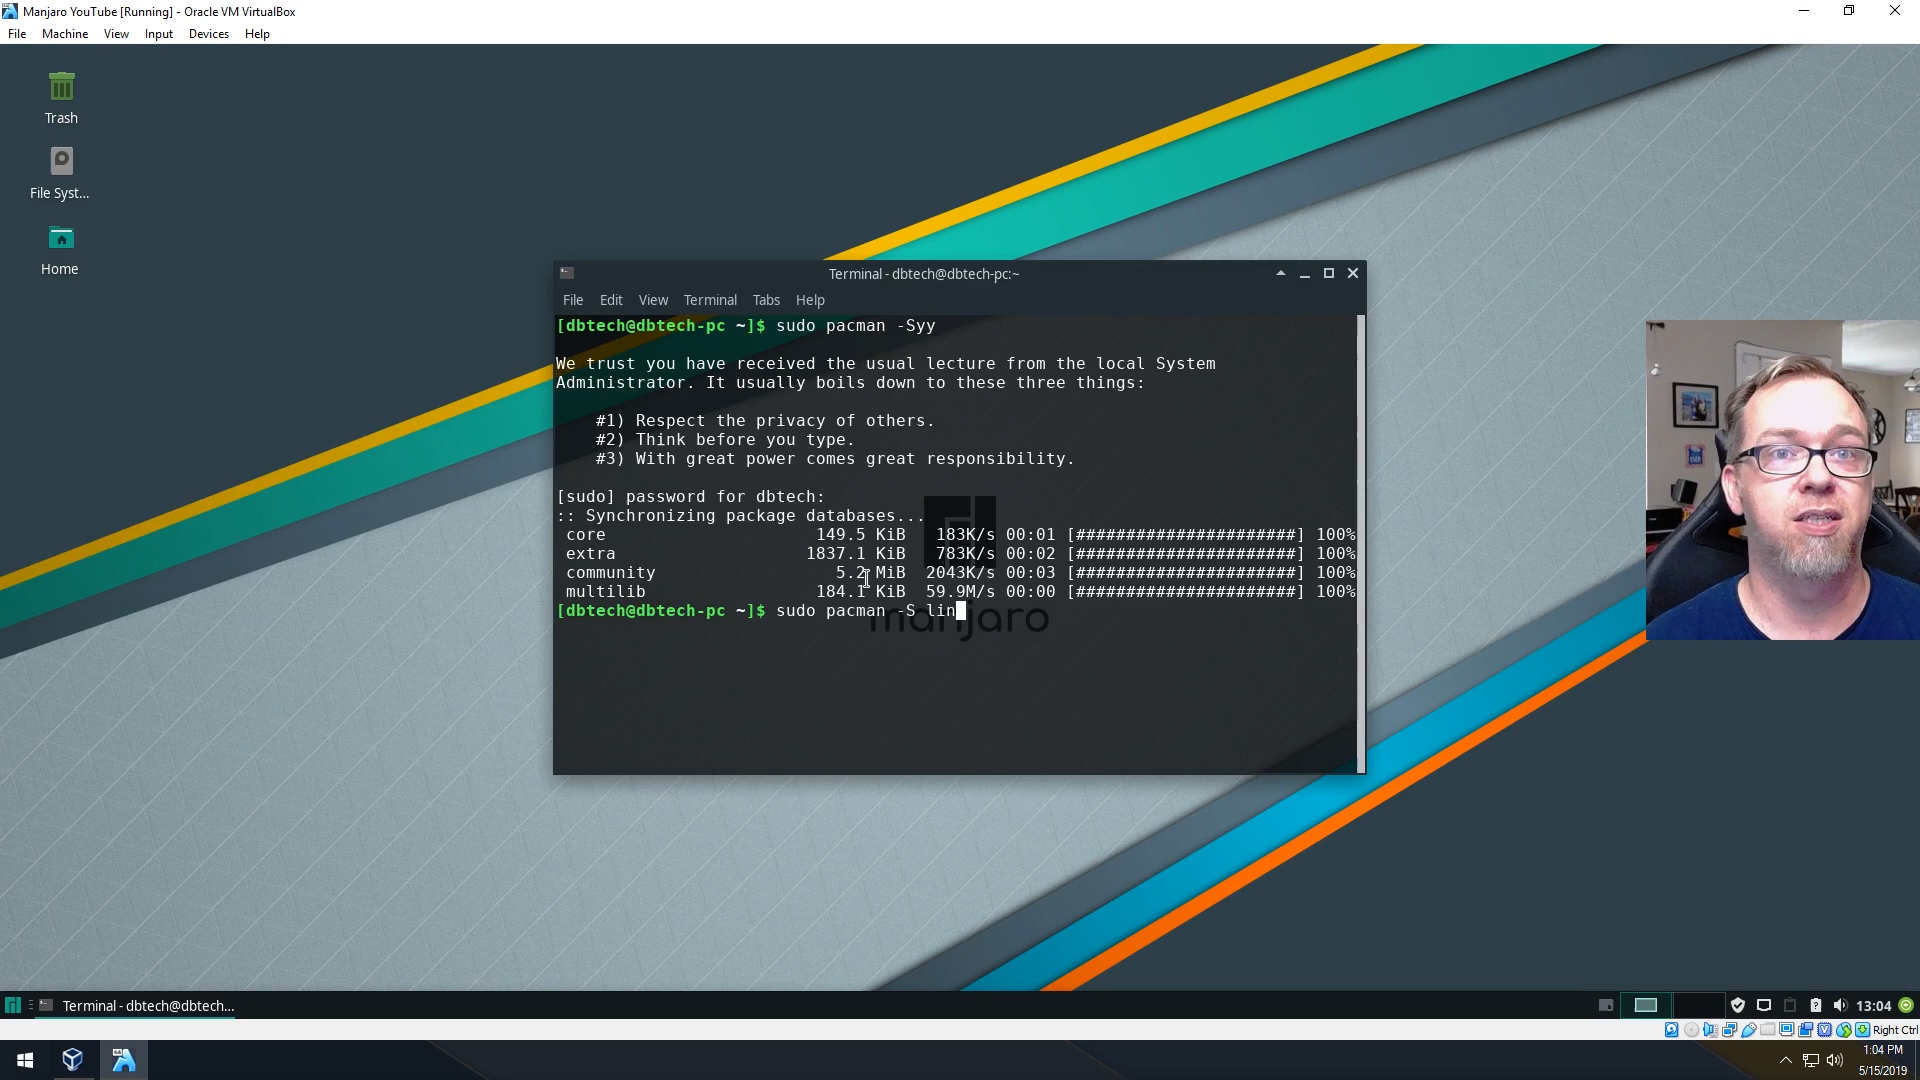 Manjaro YouTube [Running] - Oracle VM VirtualBox
File Machine View Input Devices Help
Trash
File Syst...
Home
Terminal - dbtech@dbtech-pc:~
File Edit View Terminal Tabs Help
[dbtech@dbtech-pc ~]$ sudo pacman -Syy
We trust you have received the usual lecture from the local System
Administrator. It usually boils down to these three things:
#1) Respect the privacy of others.
#2) Think before you type.
#3) With great power comes great responsibility.
[sudo] password for dbtech:
:: Synchronizing package databases...
core 149.5 KiB 183K/s 00:01 [######################] 100%
extra 1837.1 KiB 783K/s 00:02 [######################] 100%
community 5.2 MiB 2043K/s 00:03 [######################] 100%
multilib 184.1 KiB 59.9M/s 00:00 [######################] 100%
[dbtech@dbtech-pc ~]$ sudo pacman -S lin
manjaro
Terminal - dbtech@dbtech...
13:04
Right Ctrl
1:04 PM
5/15/2019